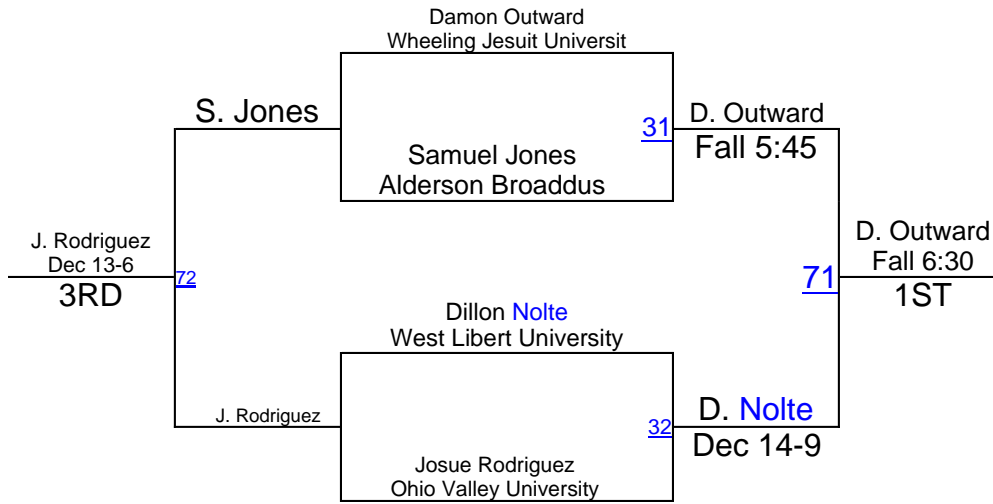 Damon Outward
Wheeling Jesuit Universit
S. Jones
31
D. Outward
Fall 5:45
Samuel Jones
Alderson Broaddus
J. Rodriguez
Dec 13-6
3RD
72
71
D. Outward
Fall 6:30
1ST
Dillon Nolte
West Libert University
J. Rodriguez
32
D. Nolte
Dec 14-9
Josue Rodriguez
Ohio Valley University